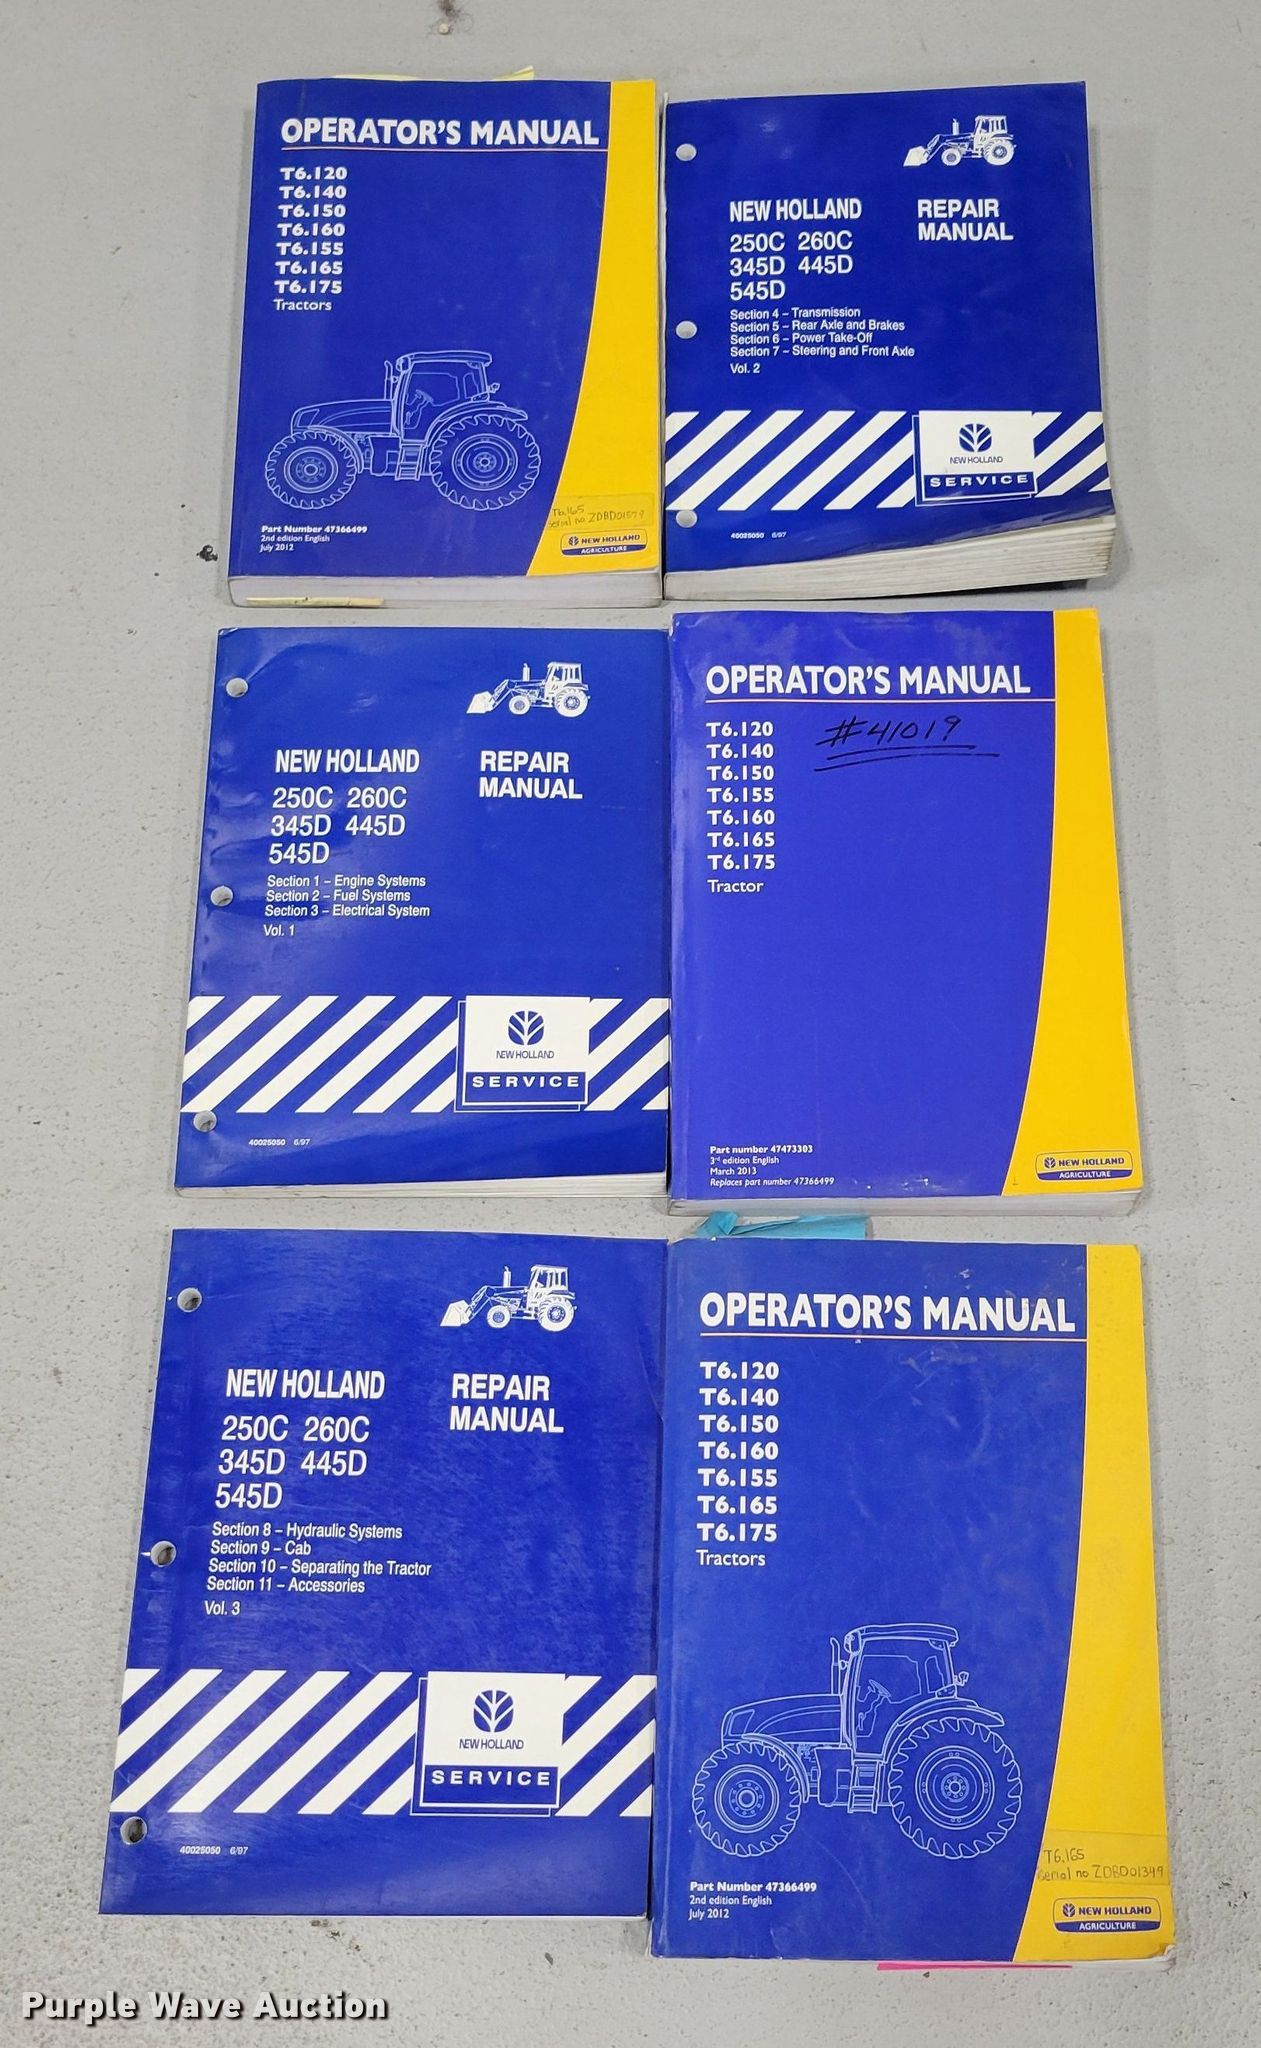 OPERATOR'S MANUAL
T6.120
T6.140
T6.150
T6.160
T6.155
T6.165
T6.175
Tractors
Part Number 47366499
2nd edition English
July 2012
T6.165
Serial no ZDBD01579
NEW HOLLAND
AGRICULTURE
NEW HOLLAND
REPAIR
MANUAL
250C 260C
345D 445D
545D
Section 4 – Transmission
Section 5 – Rear Axle and Brakes
Section 6 – Power Take-Off
Section 7 – Steering and Front Axle
Vol. 2
NEW HOLLAND
SERVICE
40025050 6/97
NEW HOLLAND
REPAIR
MANUAL
250C 260C
345D 445D
545D
Section 1 – Engine Systems
Section 2 – Fuel Systems
Section 3 – Electrical System
Vol. 1
NEW HOLLAND
SERVICE
40025050 6/97
OPERATOR'S MANUAL
#41019
T6.120
T6.140
T6.150
T6.155
T6.160
T6.165
T6.175
Tractor
Part number 47473303
3rd edition English
March 2013
Replaces part number 47366499
NEW HOLLAND
AGRICULTURE
NEW HOLLAND
REPAIR
MANUAL
250C 260C
345D 445D
545D
Section 8 – Hydraulic Systems
Section 9 – Cab
Section 10 – Separating the Tractor
Section 11 – Accessories
Vol. 3
NEW HOLLAND
SERVICE
40025050 6/97
OPERATOR'S MANUAL
T6.120
T6.140
T6.150
T6.160
T6.155
T6.165
T6.175
Tractors
Part Number 47366499
2nd edition English
July 2012
T6.165
Serial no ZDBD01349
NEW HOLLAND
AGRICULTURE
Purple Wave Auction